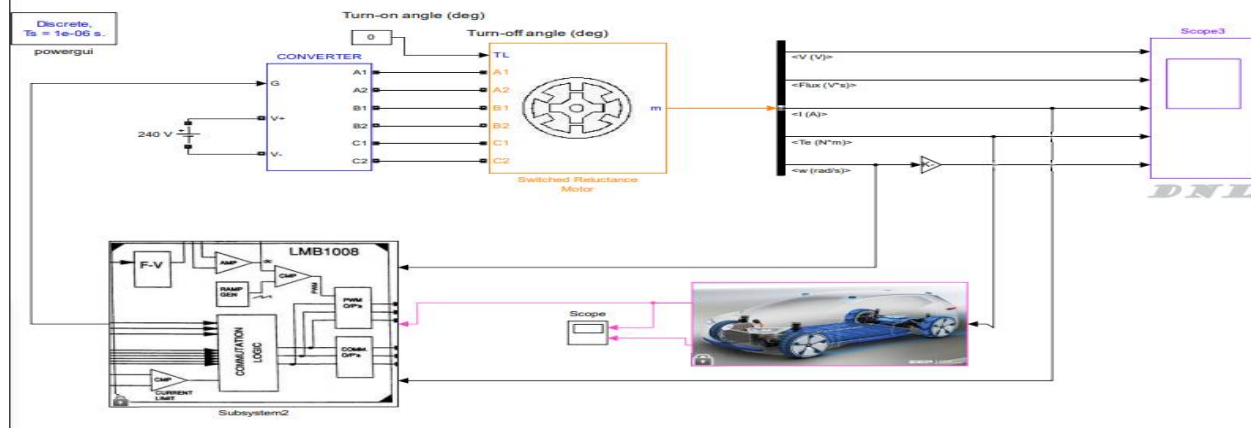 Discrete,
Ts = 1e-06 s.
powergui
Turn-on angle (deg)
0
Turn-off angle (deg)
CONVERTER
G
V+
V-
A1
A2
B1
B2
C1
C2
240 V
TL
A1
A2
B1
B2
C1
C2
m
Switched Reluctance
Motor
<V (V)>
<Flux (V*s)>
<I (A)>
<Te (N*m)>
<w (rad/s)>
K-
Scope3
DNL
LMB1008
F-V
AMP
CMP
RAMP
GEN
PWM
PWM
O/P's
COMMUTATION
LOGIC
COMM.
O/P's
CMP
CURRENT
LIMIT
Subsystem2
Scope